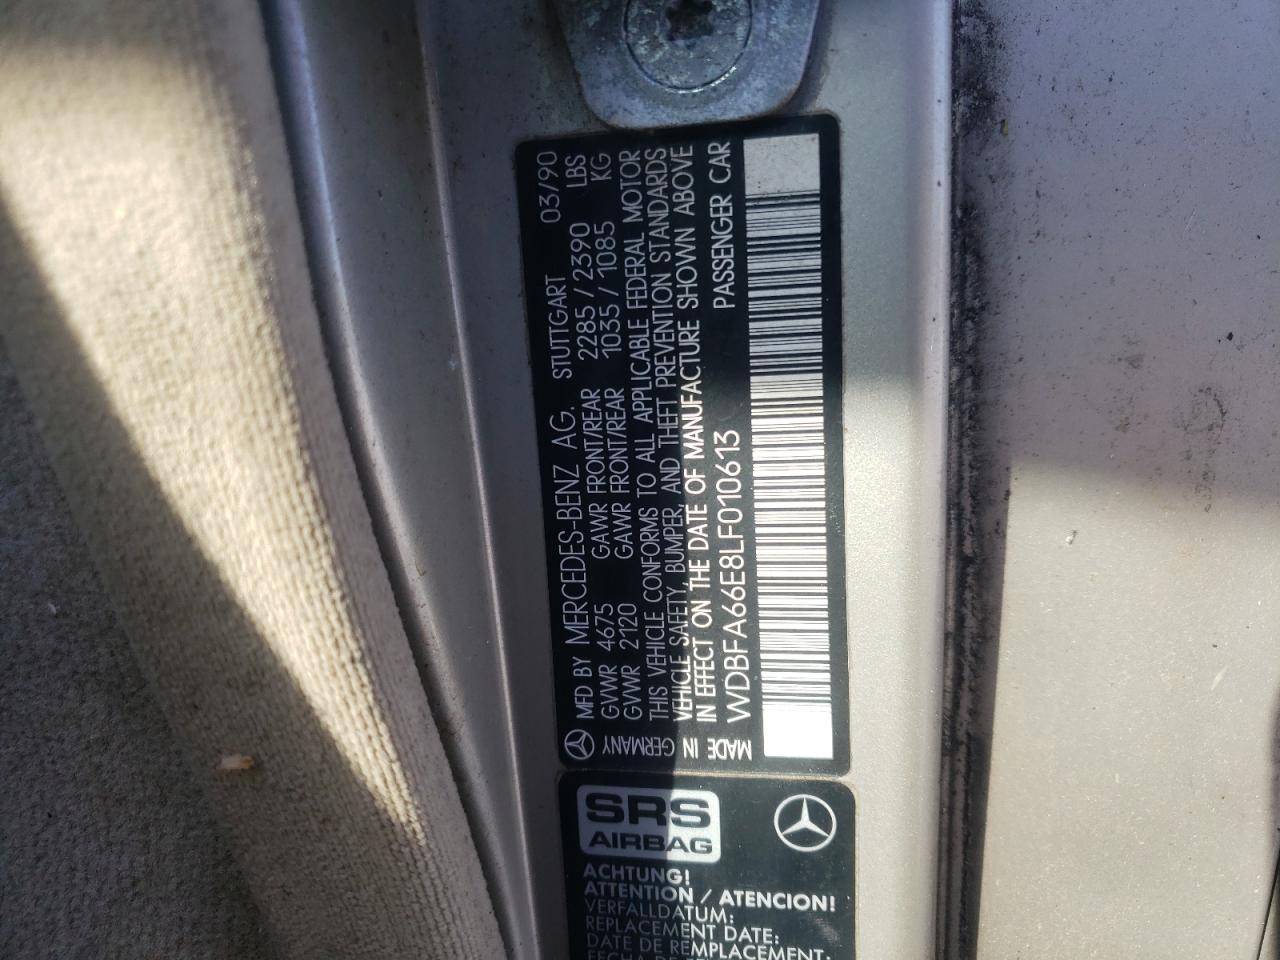 MFD BY MERCEDES-BENZ AG. STUTTGART 03/90
GVWR 4675 GAWR FRONT/REAR 2285 / 2390 LBS
GVWR 2120 GAWR FRONT/REAR 1035 / 1085 KG
THIS VEHICLE CONFORMS TO ALL APPLICABLE FEDERAL MOTOR
VEHICLE SAFETY, BUMPER, AND THEFT PREVENTION STANDARDS
IN EFFECT ON THE DATE OF MANUFACTURE SHOWN ABOVE
WDBFA66E8LF010613 PASSENGER CAR
MADE IN GERMANY
SRS
AIRBAG
ACHTUNG!
ATTENTION / ATENCION!
VERFALLDATUM:
REPLACEMENT DATE:
DATE DE REMPLACEMENT: